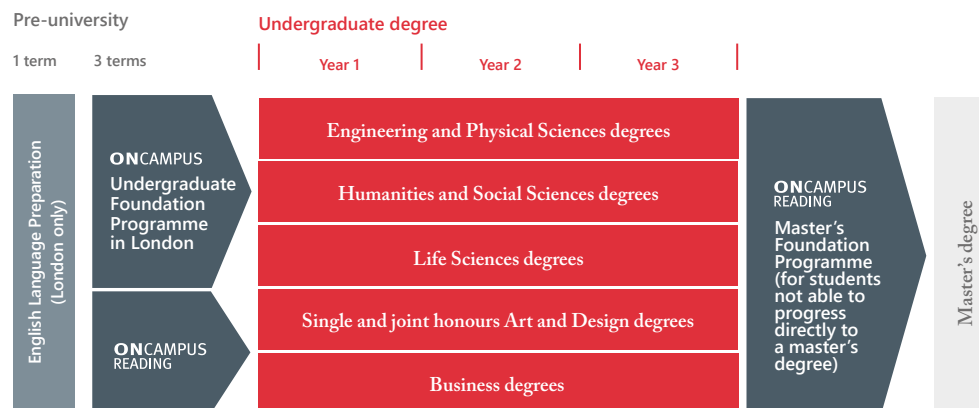 Pre-university
Undergraduate degree
1 term
3 terms
Year 1
Year 2
Year 3
English Language Preparation
(London only)
ONCAMPUS
Undergraduate
Foundation
Programme
in London
ONCAMPUS
READING
Engineering and Physical Sciences degrees
Humanities and Social Sciences degrees
Life Sciences degrees
Single and joint honours Art and Design degrees
Business degrees
ONCAMPUS
READING
Master's
Foundation
Programme
(for students
not able to
progress
directly to
a master's
degree)
Master's degree